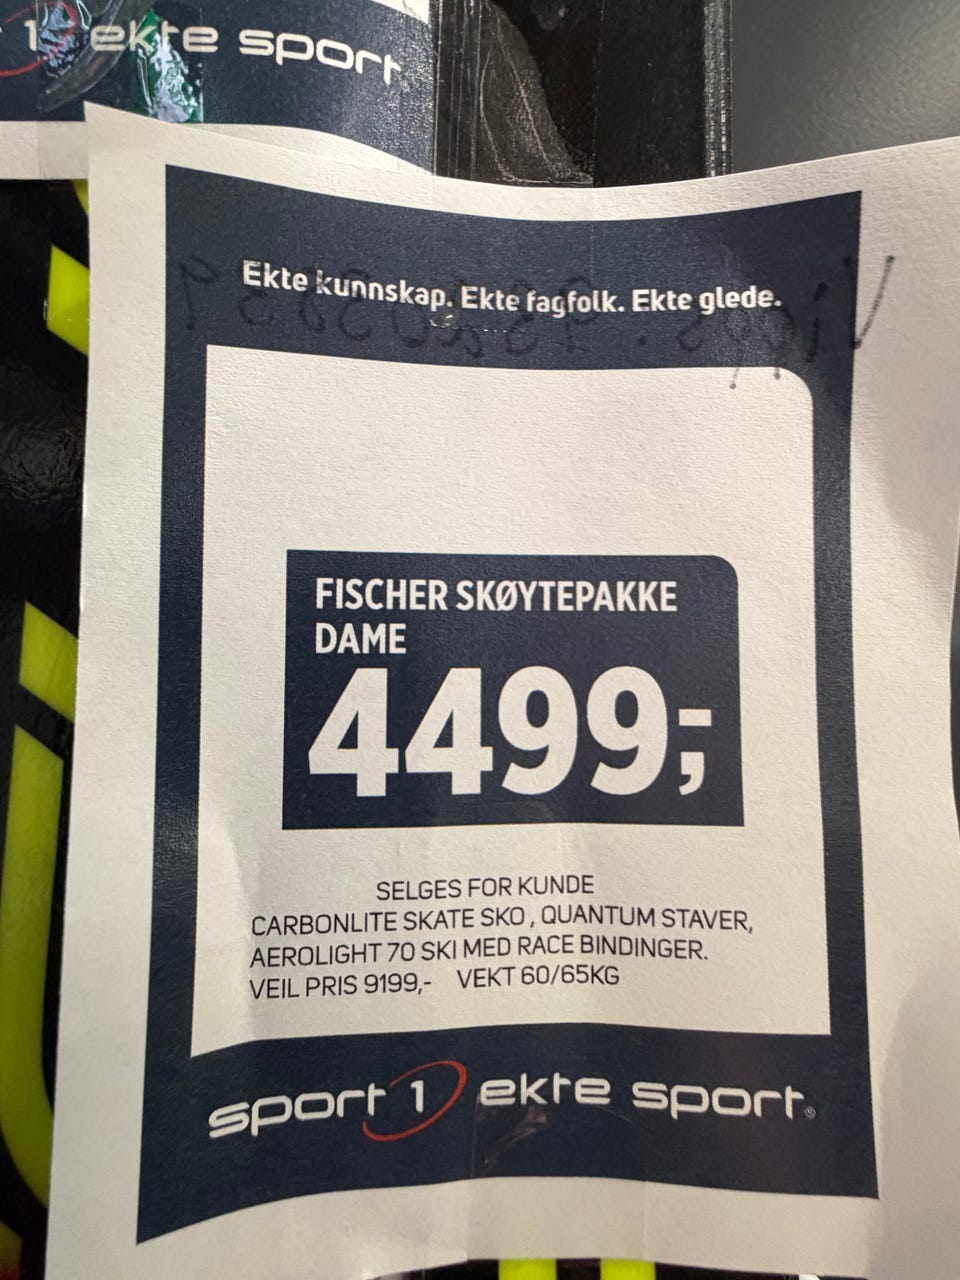 1 ekte sport
Ekte kunnskap. Ekte fagfolk. Ekte glede.
FISCHER SKØYTEPAKKE
DAME
4499;-
SELGES FOR KUNDE
CARBONLITE SKATE SKO , QUANTUM STAVER,
AEROLIGHT 70 SKI MED RACE BINDINGER.
VEIL PRIS 9199,- VEKT 60/65KG
sport 1 ekte sport®